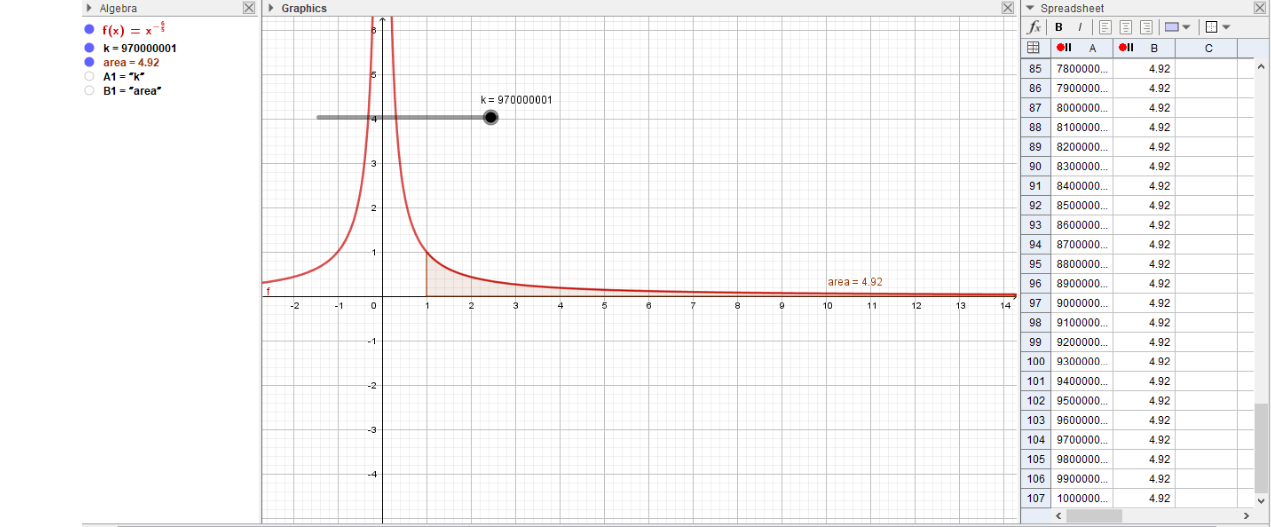 Algebra
f(x) = x^(-6/5)
k = 970000001
area = 4.92
A1 = "k"
B1 = "area"
Graphics
k = 970000001
area = 4.92
f
6
5
4
3
2
1
-2 -1 0 1 2 3 4 5 6 7 8 9 10 11 12 13 14
-1
-2
-3
-4
Spreadsheet
fx B I
A B C
85 7800000... 4.92
86 7900000... 4.92
87 8000000... 4.92
88 8100000... 4.92
89 8200000... 4.92
90 8300000... 4.92
91 8400000... 4.92
92 8500000... 4.92
93 8600000... 4.92
94 8700000... 4.92
95 8800000... 4.92
96 8900000... 4.92
97 9000000... 4.92
98 9100000... 4.92
99 9200000... 4.92
100 9300000... 4.92
101 9400000... 4.92
102 9500000... 4.92
103 9600000... 4.92
104 9700000... 4.92
105 9800000... 4.92
106 9900000... 4.92
107 1000000... 4.92